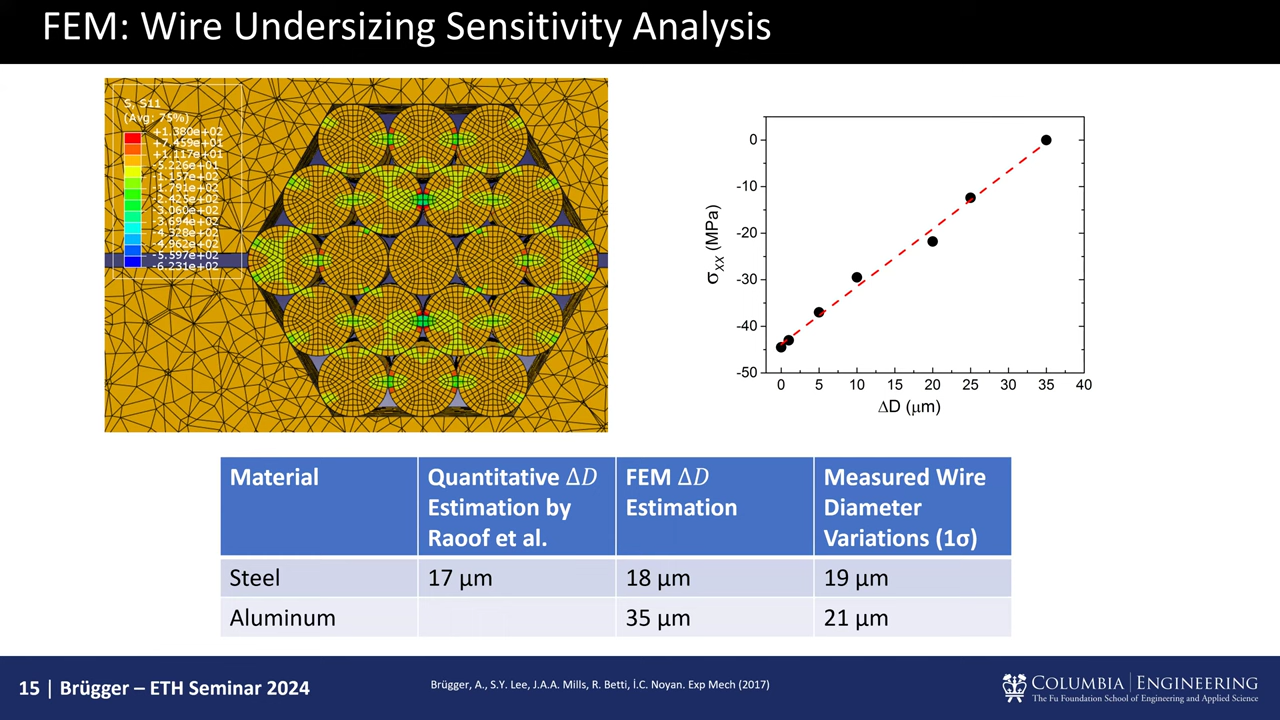 FEM: Wire Undersizing Sensitivity Analysis
S, S11
(Avg: 75%)
+1.380e+02
+7.459e+01
+1.117e+01
-5.226e+01
-1.157e+02
-1.791e+02
-2.425e+02
-3.060e+02
-3.694e+02
-4.328e+02
-4.962e+02
-5.597e+02
-6.231e+02
σXX (MPa)
0
-10
-20
-30
-40
-50
0 5 10 15 20 25 30 35 40
ΔD (μm)
Material
Quantitative ΔD
Estimation by
Raoof et al.
FEM ΔD
Estimation
Measured Wire
Diameter
Variations (1σ)
Steel 17 μm 18 μm 19 μm
Aluminum 35 μm 21 μm
15 | Brügger – ETH Seminar 2024
Brügger, A., S.Y. Lee, J.A.A. Mills, R. Betti, İ.C. Noyan. Exp Mech (2017)
COLUMBIA | ENGINEERING
The Fu Foundation School of Engineering and Applied Science